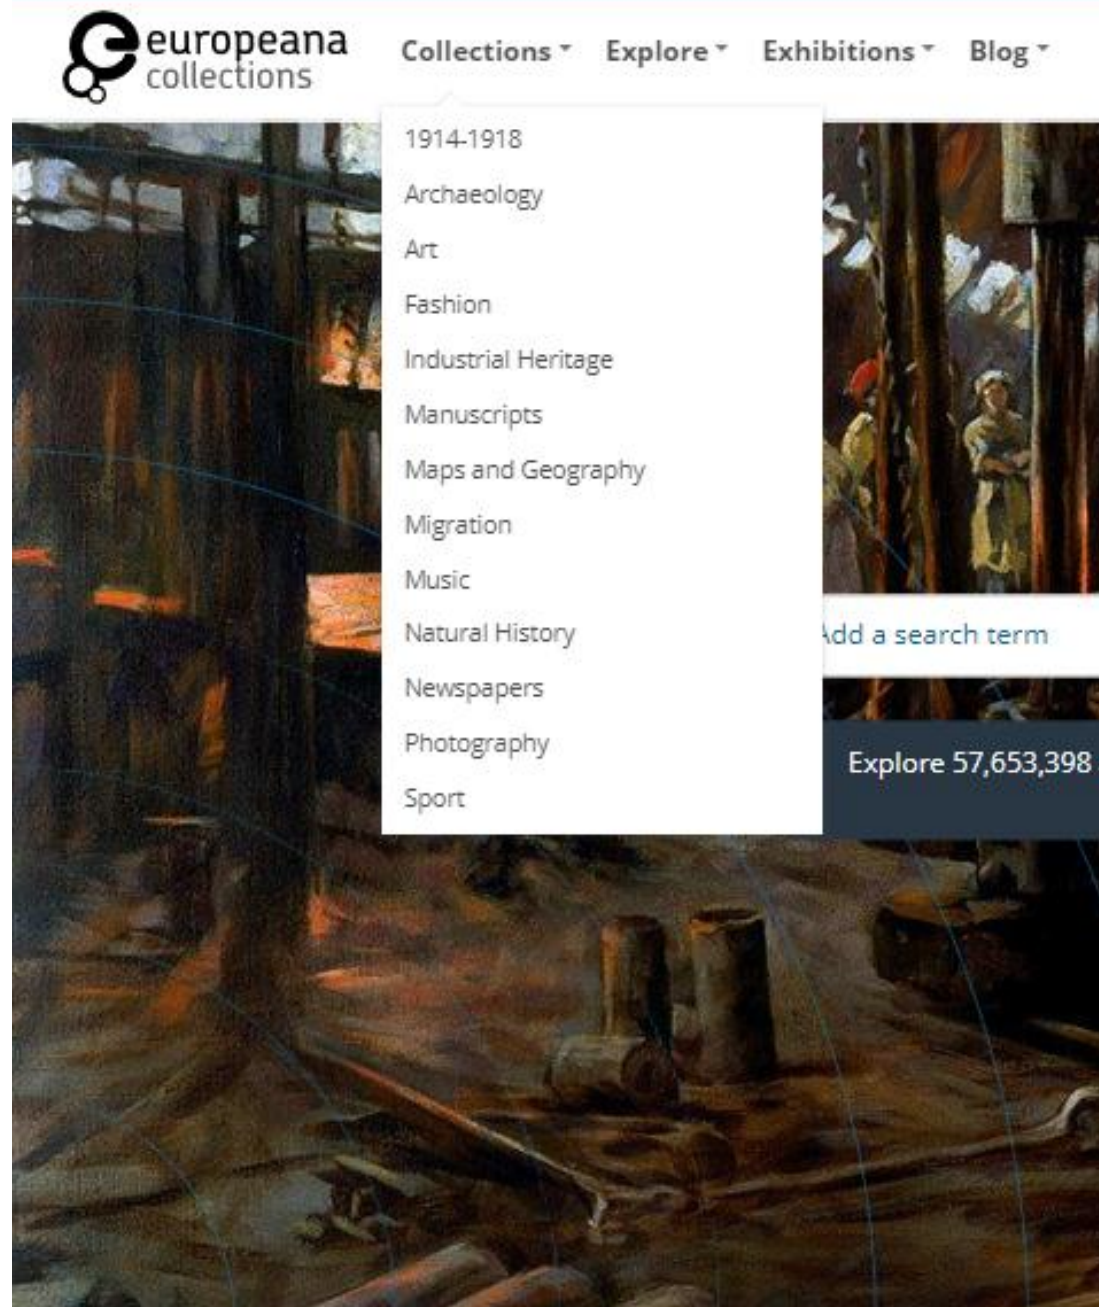 europeana
collections
Collections
Explore
Exhibitions
Blog
1914-1918
Archaeology
Art
Fashion
Industrial Heritage
Manuscripts
Maps and Geography
Migration
Music
Natural History
Newspapers
Photography
Sport
Add a search term
Explore 57,653,398